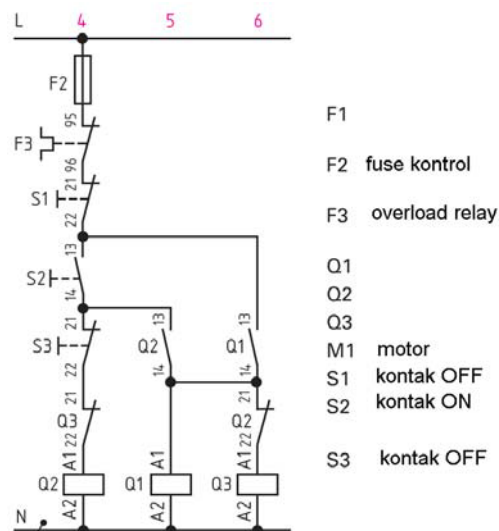 L 4 5 6
F2
95
F3
96
21
S1
22
13
S2
14
21 13 13
S3 Q2 Q1
22 14 14
21 21
Q3 Q2
22 22
A1 A1 A1
Q2 Q1 Q3
A2 A2 A2
N
F1
F2 fuse kontrol
F3 overload relay
Q1
Q2
Q3
M1 motor
S1 kontak OFF
S2 kontak ON
S3 kontak OFF